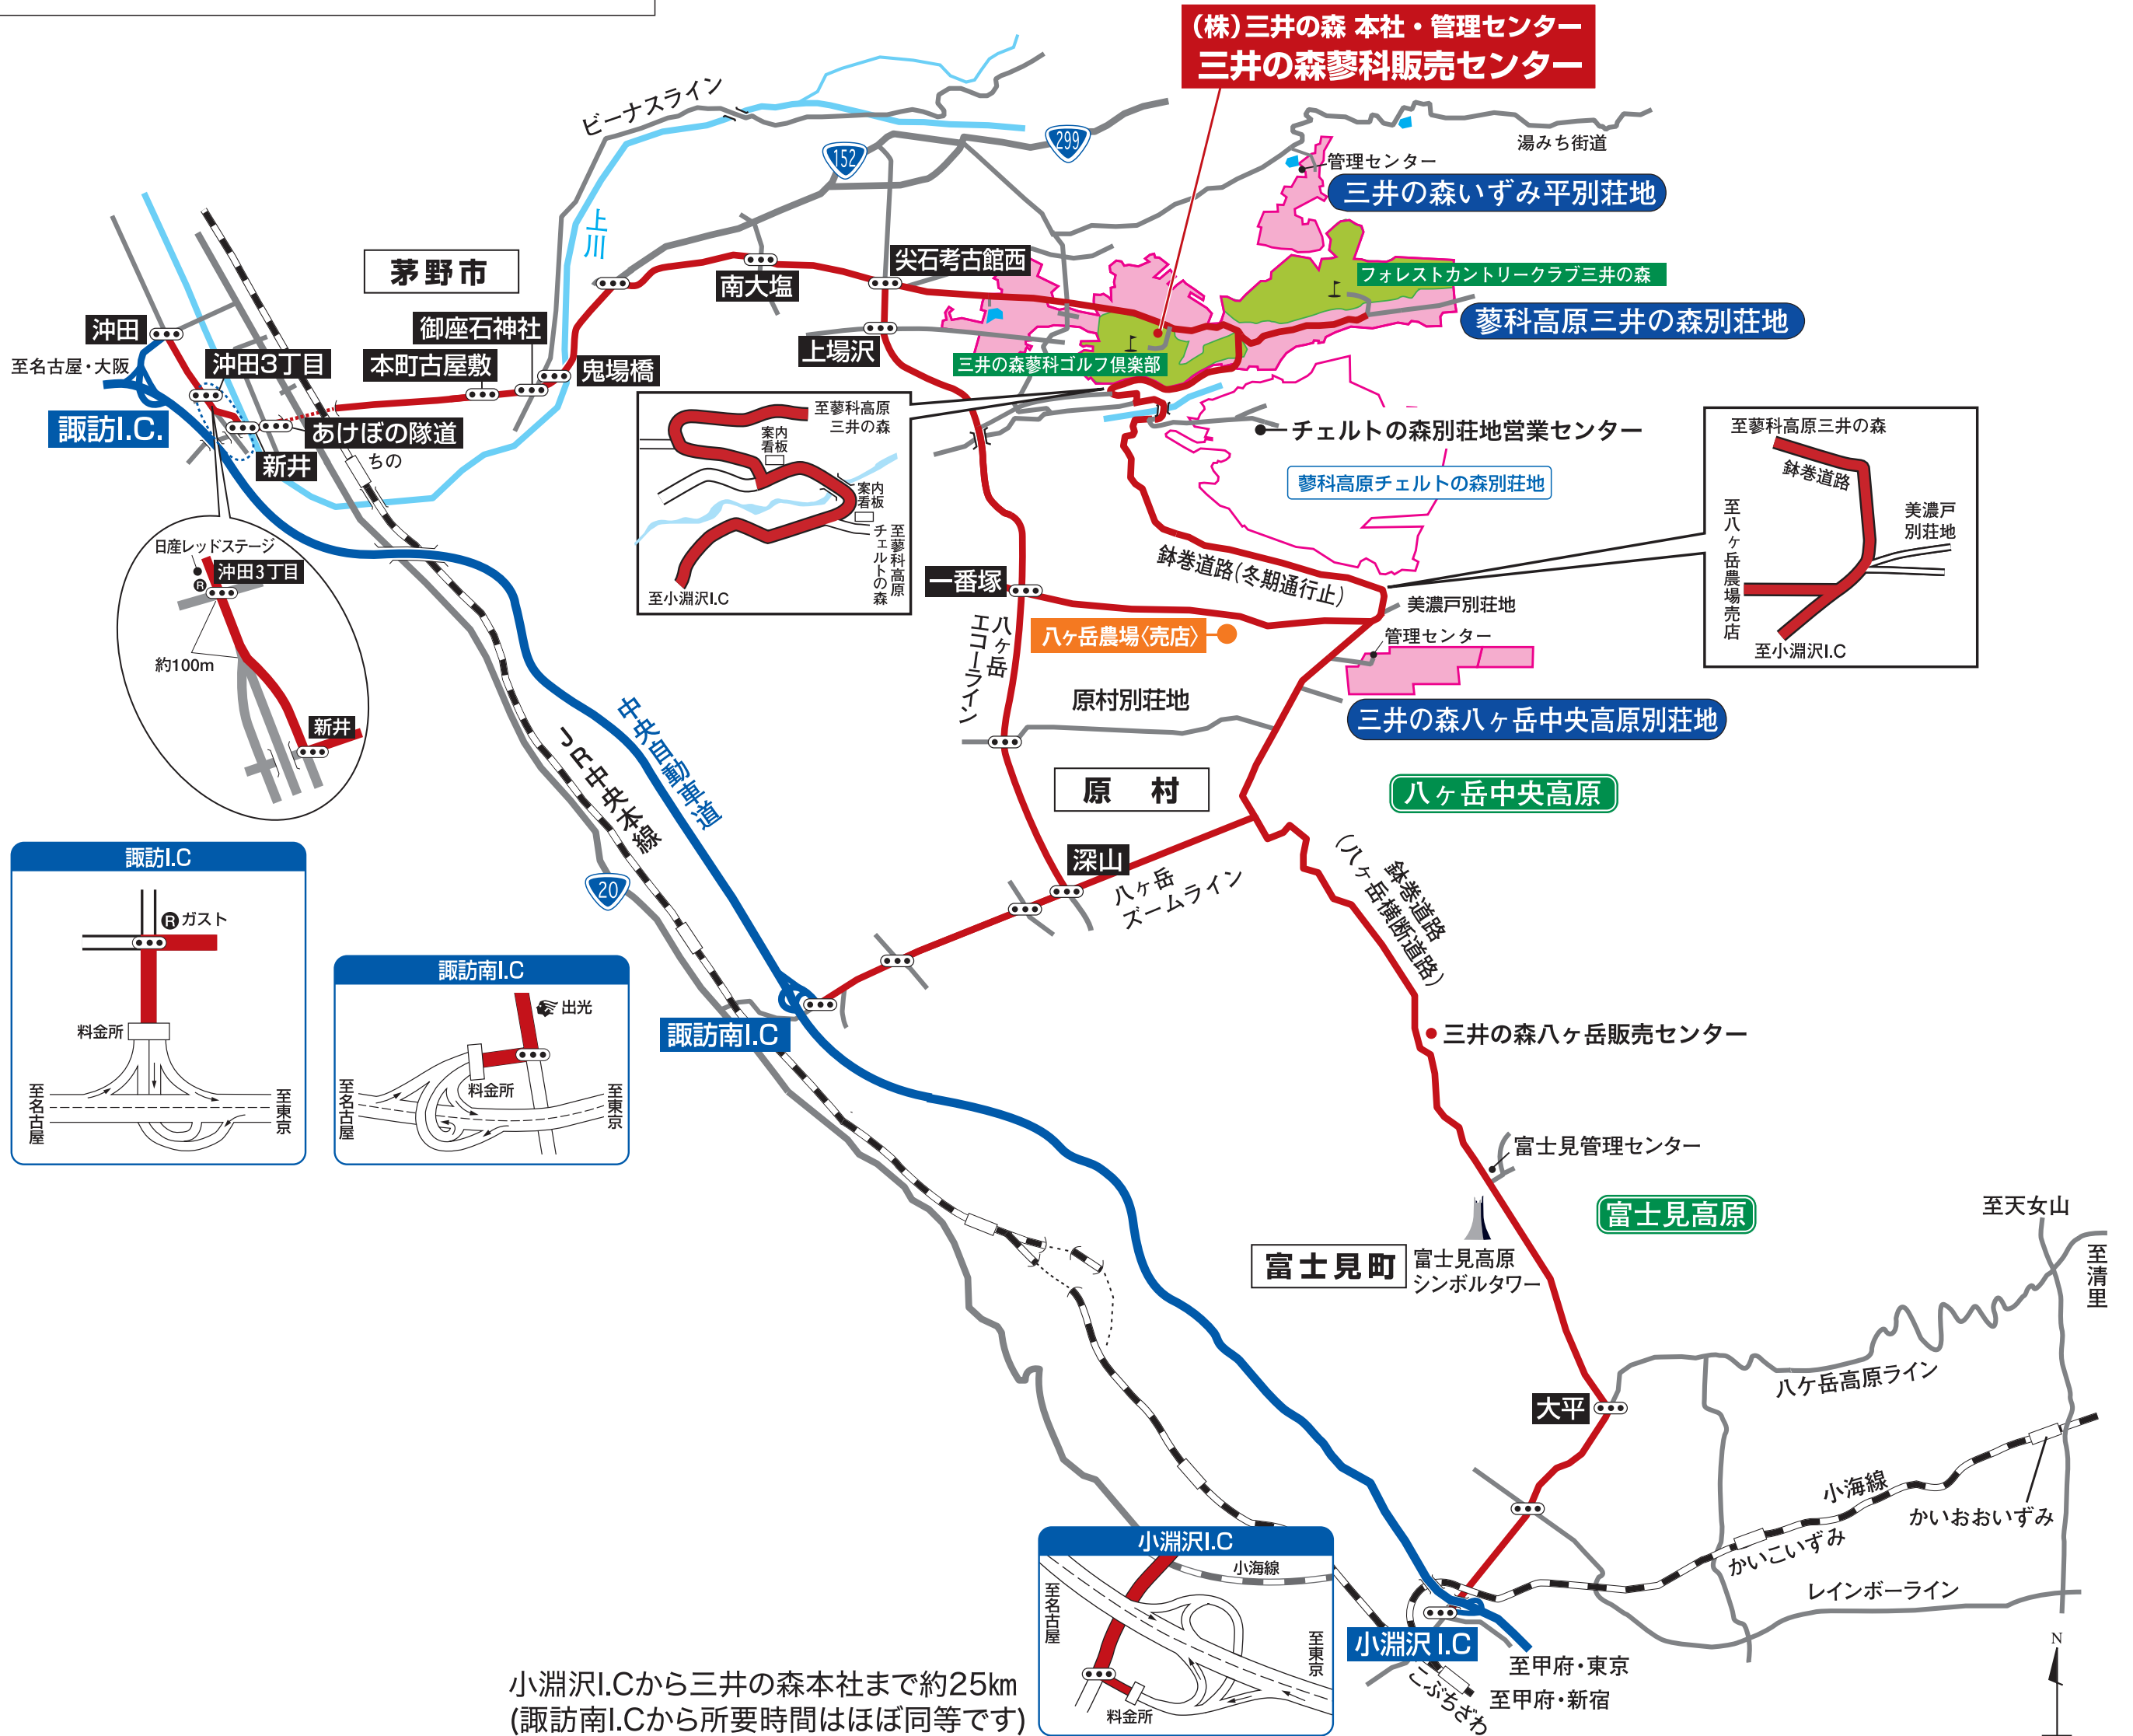 (株)三井の森 本社・管理センター
三井の森蓼科販売センター
ビーナスライン
152
299
湯みち街道
管理センター
三井の森いずみ平別荘地
上川
茅野市
南大塩
尖石考古館西
フォレストカントリークラブ三井の森
蓼科高原三井の森別荘地
沖田
御座石神社
至名古屋・大阪
沖田3丁目
本町古屋敷
鬼場橋
上場沢
三井の森蓼科ゴルフ倶楽部
諏訪I.C.
あけぼの隧道
新井
ちの
至蓼科高原
三井の森
案内
看板
案内
看板
至蓼科高原
チェルトの森
至小淵沢I.C
チェルトの森別荘地営業センター
蓼科高原チェルトの森別荘地
至蓼科高原三井の森
鉢巻道路
美濃戸
別荘地
至八ヶ岳農場売店
至小淵沢I.C
日産レッドステージ
R
沖田3丁目
約100m
新井
一番塚
鉢巻道路(冬期通行止)
美濃戸別荘地
八ヶ岳農場〈売店〉
管理センター
八ヶ岳
エコーライン
原村別荘地
三井の森八ヶ岳中央高原別荘地
中央自動車道
JR中央本線
原 村
八ヶ岳中央高原
深山
八ヶ岳
ズームライン
鉢巻道路
(八ヶ岳横断道路)
20
諏訪I.C
R ガスト
料金所
至名古屋
至東京
諏訪南I.C
出光
料金所
至名古屋
至東京
諏訪南I.C
三井の森八ヶ岳販売センター
富士見管理センター
富士見高原
富士見町
富士見高原
シンボルタワー
至天女山
至清里
大平
八ケ岳高原ライン
小海線
かいおおいずみ
かいこいずみ
レインボーライン
小淵沢I.C
小海線
至名古屋
至東京
料金所
小淵沢 I.C
至甲府・東京
至甲府・新宿
こぶちざわ
N
小淵沢I.Cから三井の森本社まで約25㎞
(諏訪南I.Cから所要時間はほぼ同等です)